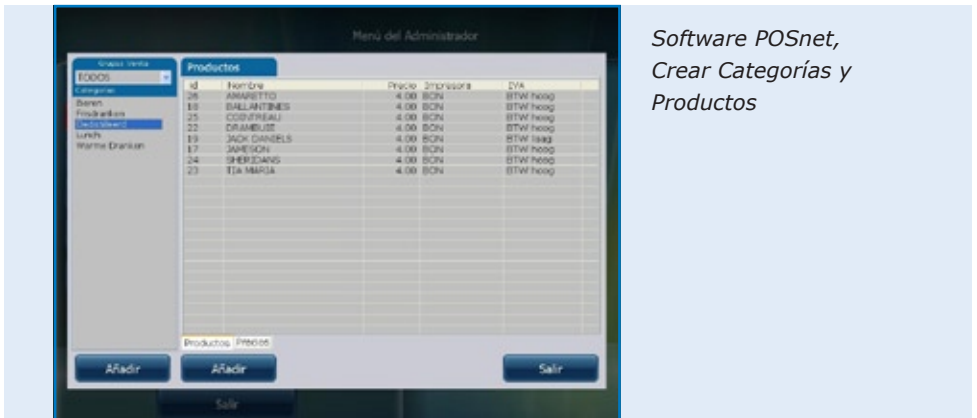 Menú del Administrador
Grupos Venta
TODOS
Categorías
Bieren
Frisdranken
Gedistilleerd
Lunch
Warme Dranken
Productos
id Nombre Precio Impresora IVA
26 AMARETTO 4.00 BON BTW hoog
18 BALLANTINES 4.00 BON BTW hoog
25 COINTREAU 4.00 BON BTW hoog
22 DRAMBUIE 4.00 BON BTW hoog
19 JACK DANIELS 4.00 BON BTW laag
17 JAMESON 4.00 BON BTW hoog
24 SHERIDANS 4.00 BON BTW hoog
23 TIA MARIA 4.00 BON BTW hoog
Productos Precios
Añadir Añadir Salir
Salir
Software POSnet,
Crear Categorías y
Productos